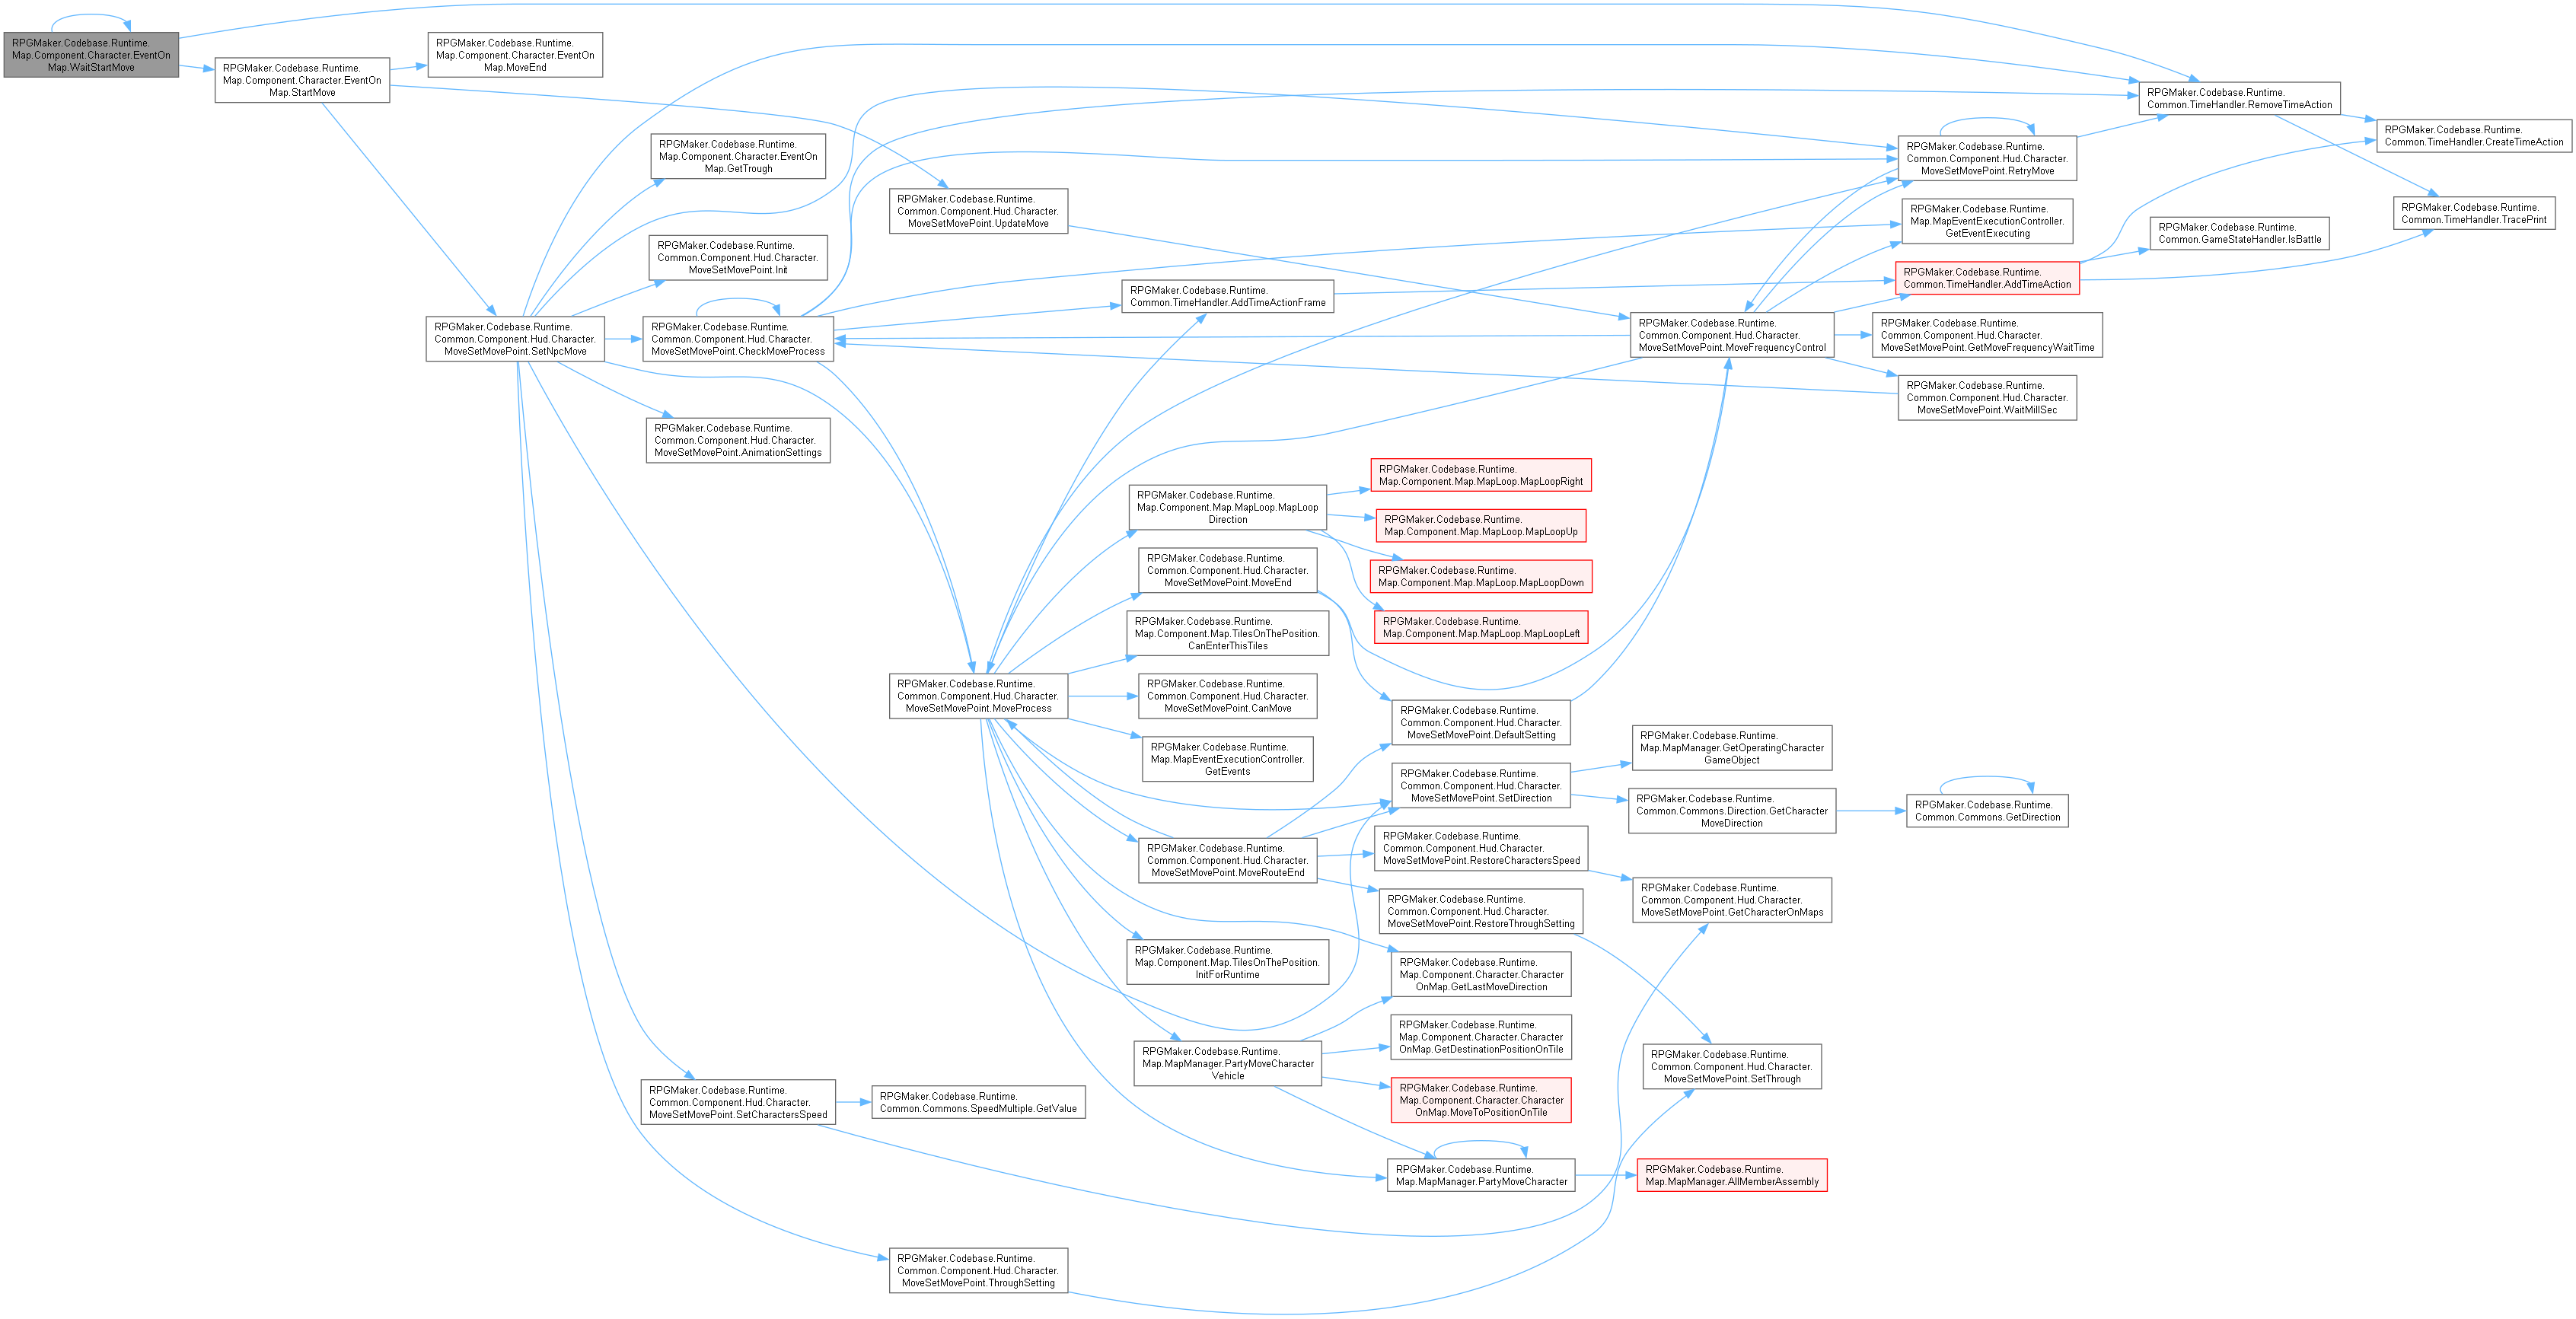 RPGMaker.Codebase.Runtime.
Map.Component.Character.EventOn
Map.WaitStartMove
RPGMaker.Codebase.Runtime.
Map.Component.Character.EventOn
Map.StartMove
RPGMaker.Codebase.Runtime.
Map.Component.Character.EventOn
Map.MoveEnd
RPGMaker.Codebase.Runtime.
Common.Component.Hud.Character.
MoveSetMovePoint.SetNpcMove
RPGMaker.Codebase.Runtime.
Map.Component.Character.EventOn
Map.GetTrough
RPGMaker.Codebase.Runtime.
Common.Component.Hud.Character.
MoveSetMovePoint.Init
RPGMaker.Codebase.Runtime.
Common.Component.Hud.Character.
MoveSetMovePoint.CheckMoveProcess
RPGMaker.Codebase.Runtime.
Common.Component.Hud.Character.
MoveSetMovePoint.AnimationSettings
RPGMaker.Codebase.Runtime.
Common.Component.Hud.Character.
MoveSetMovePoint.SetCharactersSpeed
RPGMaker.Codebase.Runtime.
Common.Component.Hud.Character.
MoveSetMovePoint.UpdateMove
RPGMaker.Codebase.Runtime.
Common.Component.Hud.Character.
MoveSetMovePoint.MoveProcess
RPGMaker.Codebase.Runtime.
Common.Commons.SpeedMultiple.GetValue
RPGMaker.Codebase.Runtime.
Common.Component.Hud.Character.
MoveSetMovePoint.ThroughSetting
RPGMaker.Codebase.Runtime.
Common.TimeHandler.AddTimeActionFrame
RPGMaker.Codebase.Runtime.
Map.Component.Map.MapLoop.MapLoop
Direction
RPGMaker.Codebase.Runtime.
Common.Component.Hud.Character.
MoveSetMovePoint.MoveEnd
RPGMaker.Codebase.Runtime.
Map.Component.Map.TilesOnThePosition.
CanEnterThisTiles
RPGMaker.Codebase.Runtime.
Common.Component.Hud.Character.
MoveSetMovePoint.CanMove
RPGMaker.Codebase.Runtime.
Map.MapEventExecutionController.
GetEvents
RPGMaker.Codebase.Runtime.
Common.Component.Hud.Character.
MoveSetMovePoint.MoveRouteEnd
RPGMaker.Codebase.Runtime.
Map.Component.Map.TilesOnThePosition.
InitForRuntime
RPGMaker.Codebase.Runtime.
Map.MapManager.PartyMoveCharacter
Vehicle
RPGMaker.Codebase.Runtime.
Map.Component.Map.MapLoop.MapLoopRight
RPGMaker.Codebase.Runtime.
Map.Component.Map.MapLoop.MapLoopUp
RPGMaker.Codebase.Runtime.
Map.Component.Map.MapLoop.MapLoopDown
RPGMaker.Codebase.Runtime.
Map.Component.Map.MapLoop.MapLoopLeft
RPGMaker.Codebase.Runtime.
Common.Component.Hud.Character.
MoveSetMovePoint.DefaultSetting
RPGMaker.Codebase.Runtime.
Common.Component.Hud.Character.
MoveSetMovePoint.SetDirection
RPGMaker.Codebase.Runtime.
Common.Component.Hud.Character.
MoveSetMovePoint.RestoreCharactersSpeed
RPGMaker.Codebase.Runtime.
Common.Component.Hud.Character.
MoveSetMovePoint.RestoreThroughSetting
RPGMaker.Codebase.Runtime.
Map.Component.Character.Character
OnMap.GetLastMoveDirection
RPGMaker.Codebase.Runtime.
Map.Component.Character.Character
OnMap.GetDestinationPositionOnTile
RPGMaker.Codebase.Runtime.
Map.Component.Character.Character
OnMap.MoveToPositionOnTile
RPGMaker.Codebase.Runtime.
Map.MapManager.PartyMoveCharacter
RPGMaker.Codebase.Runtime.
Common.Component.Hud.Character.
MoveSetMovePoint.MoveFrequencyControl
RPGMaker.Codebase.Runtime.
Map.MapManager.GetOperatingCharacter
GameObject
RPGMaker.Codebase.Runtime.
Common.Commons.Direction.GetCharacter
MoveDirection
RPGMaker.Codebase.Runtime.
Common.Component.Hud.Character.
MoveSetMovePoint.GetCharacterOnMaps
RPGMaker.Codebase.Runtime.
Common.Component.Hud.Character.
MoveSetMovePoint.SetThrough
RPGMaker.Codebase.Runtime.
Map.MapManager.AllMemberAssembly
RPGMaker.Codebase.Runtime.
Common.Component.Hud.Character.
MoveSetMovePoint.RetryMove
RPGMaker.Codebase.Runtime.
Map.MapEventExecutionController.
GetEventExecuting
RPGMaker.Codebase.Runtime.
Common.TimeHandler.AddTimeAction
RPGMaker.Codebase.Runtime.
Common.Component.Hud.Character.
MoveSetMovePoint.GetMoveFrequencyWaitTime
RPGMaker.Codebase.Runtime.
Common.Component.Hud.Character.
MoveSetMovePoint.WaitMillSec
RPGMaker.Codebase.Runtime.
Common.Commons.GetDirection
RPGMaker.Codebase.Runtime.
Common.TimeHandler.RemoveTimeAction
RPGMaker.Codebase.Runtime.
Common.GameStateHandler.IsBattle
RPGMaker.Codebase.Runtime.
Common.TimeHandler.CreateTimeAction
RPGMaker.Codebase.Runtime.
Common.TimeHandler.TracePrint